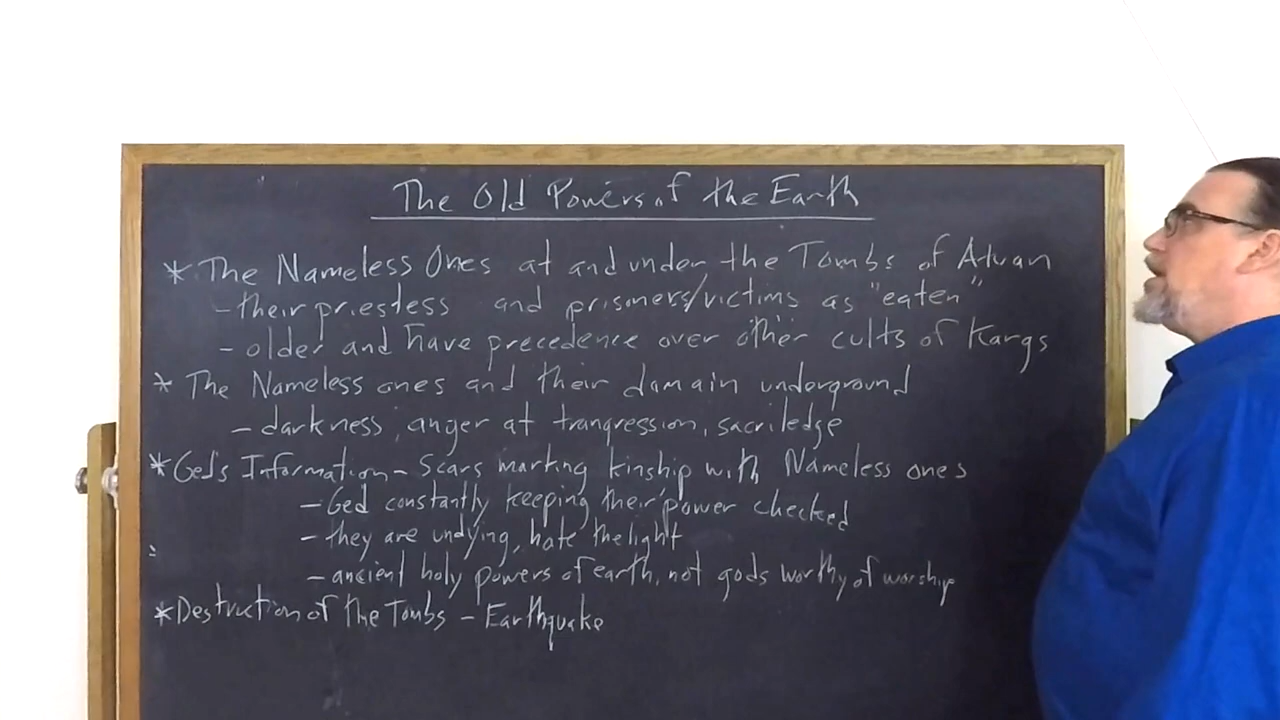 The Old Powers of the Earth
* The Nameless Ones at and under the Tombs of Atuan
- their priestess and prisoners/victims as "eaten"
- older and have precedence over other cults of Kargs
* The Nameless ones and their domain underground
- darkness, anger at trangression, sacriledge
* Ged's Information - Scars marking kinship with Nameless ones
- Ged constantly keeping their power checked
- they are undying, hate the light
- ancient holy powers of earth, not gods worthy of worship
* Destruction of the Tombs - Earthquake